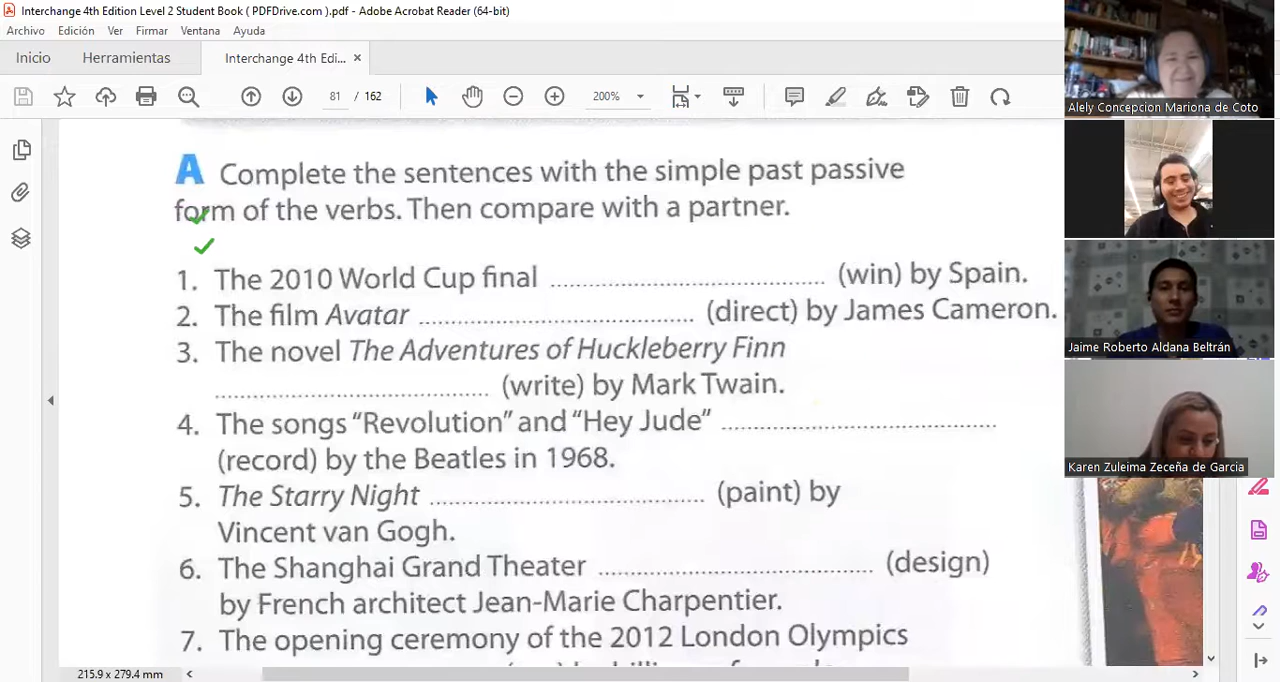 Interchange 4th Edition Level 2 Student Book ( PDFDrive.com ).pdf - Adobe Acrobat Reader (64-bit)
Archivo Edición Ver Firmar Ventana Ayuda
Inicio Herramientas Interchange 4th Edi... ×
81 / 162 200%
A Complete the sentences with the simple past passive
form of the verbs. Then compare with a partner.
1. The 2010 World Cup final ................ (win) by Spain.
2. The film Avatar ................ (direct) by James Cameron.
3. The novel The Adventures of Huckleberry Finn
................ (write) by Mark Twain.
4. The songs “Revolution” and “Hey Jude” ................
(record) by the Beatles in 1968.
5. The Starry Night ................ (paint) by
Vincent van Gogh.
6. The Shanghai Grand Theater ................ (design)
by French architect Jean-Marie Charpentier.
7. The opening ceremony of the 2012 London Olympics
215.9 x 279.4 mm
Alely Concepcion Mariona de Coto
Jaime Roberto Aldana Beltrán
Karen Zuleima Zeceña de Garcia